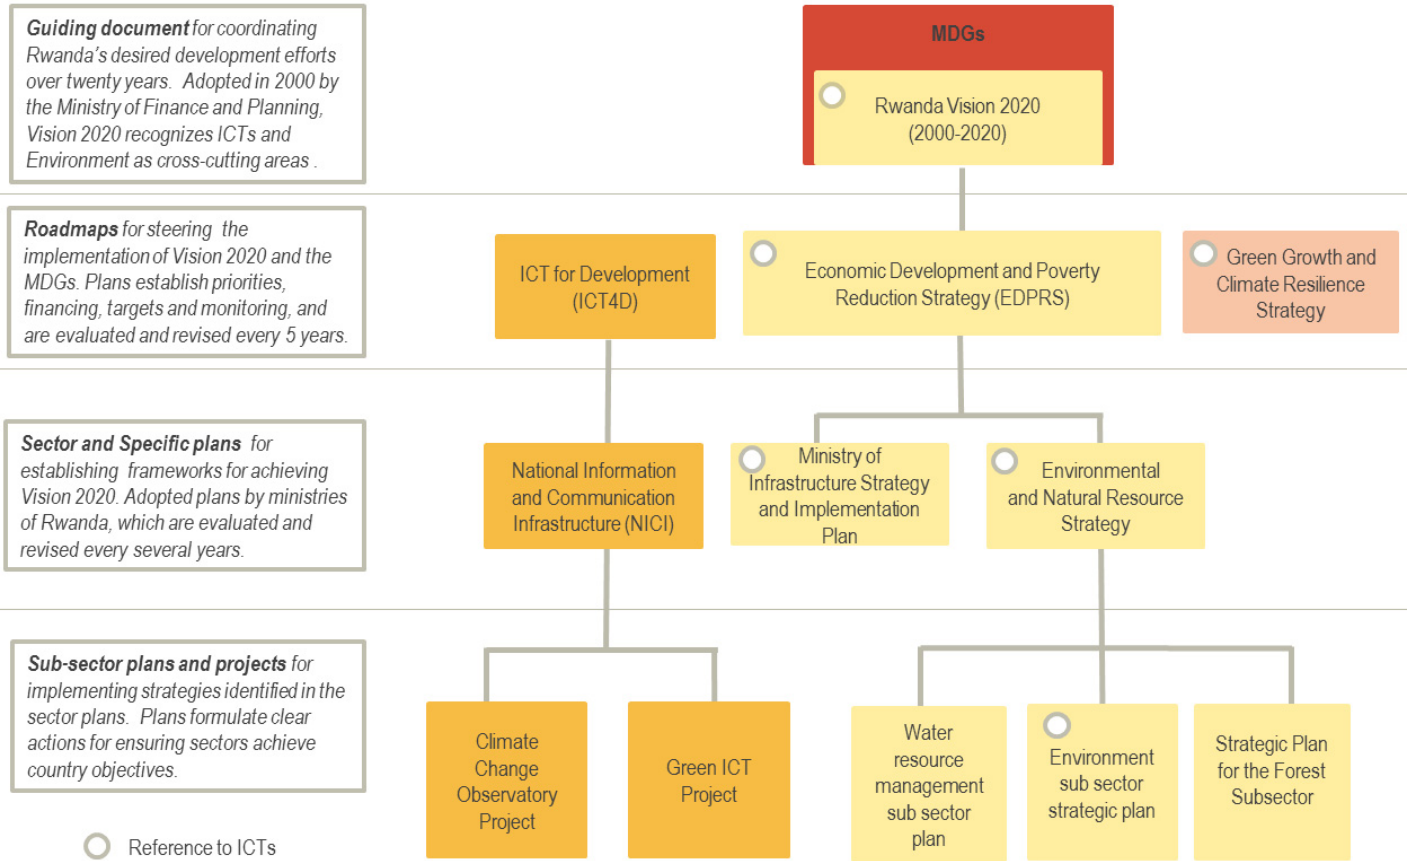 Guiding document for coordinating
Rwanda's desired development efforts
over twenty years. Adopted in 2000 by
the Ministry of Finance and Planning,
Vision 2020 recognizes ICTs and
Environment as cross-cutting areas .
MDGs
Rwanda Vision 2020
(2000-2020)
Roadmaps for steering the
implementation of Vision 2020 and the
MDGs. Plans establish priorities,
financing, targets and monitoring, and
are evaluated and revised every 5 years.
ICT for Development
(ICT4D)
Economic Development and Poverty
Reduction Strategy (EDPRS)
Green Growth and
Climate Resilience
Strategy
Sector and Specific plans for
establishing frameworks for achieving
Vision 2020. Adopted plans by ministries
of Rwanda, which are evaluated and
revised every several years.
National Information
and Communication
Infrastructure (NICI)
Ministry of
Infrastructure Strategy
and Implementation
Plan
Environmental
and Natural Resource
Strategy
Sub-sector plans and projects for
implementing strategies identified in the
sector plans. Plans formulate clear
actions for ensuring sectors achieve
country objectives.
Climate
Change
Observatory
Project
Green ICT
Project
Water
resource
management
sub sector
plan
Environment
sub sector
strategic plan
Strategic Plan
for the Forest
Subsector
Reference to ICTs